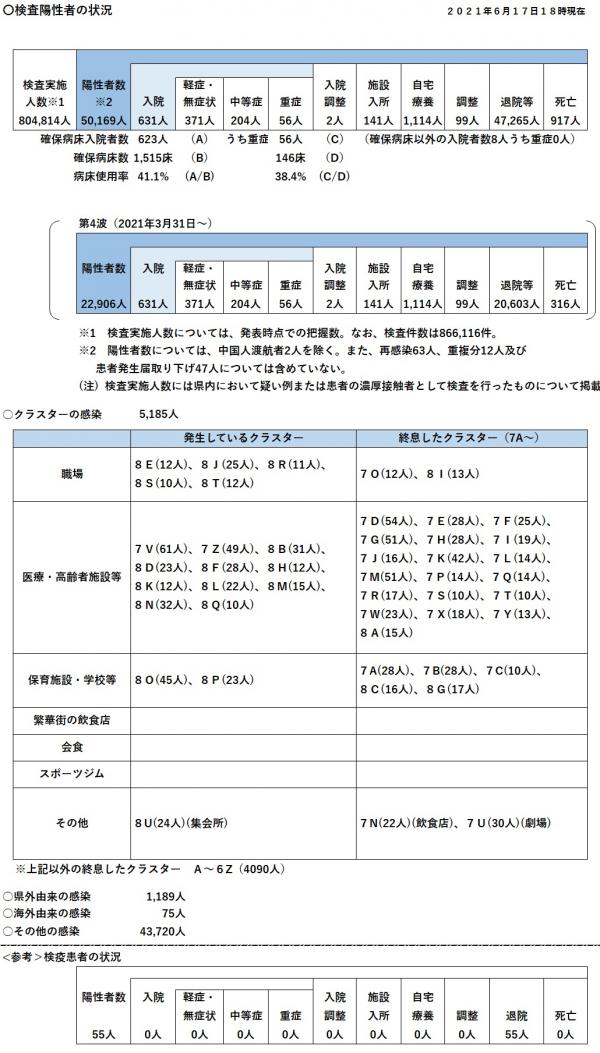 〇検査陽性者の状況 ２０２１年６月１７日１８時現在
検査実施 陽性者数 入院 軽症・ 中等症 重症 入院 施設 自宅 調整 退院等 死亡
人数※1 ※2 無症状 調整 入所 療養
804,814人 50,169人 631人 371人 204人 56人 2人 141人 1,114人 99人 47,265人 917人
確保病床入院者数 623人 （A） うち重症 56人 （C） （確保病床以外の入院者数8人うち重症0人）
確保病床数 1,515床 （B） 146床 （D）
病床使用率 41.1% （A/B） 38.4% （C/D）
第4波（2021年3月31日～）
陽性者数 入院 軽症・ 中等症 重症 入院 施設 自宅 調整 退院等 死亡
無症状 調整 入所 療養
22,906人 631人 371人 204人 56人 2人 141人 1,114人 99人 20,603人 316人
※1 検査実施人数については、発表時点での把握数。なお、検査件数は866,116件。
※2 陽性者数については、中国人渡航者2人を除く。また、再感染63人、重複分12人及び
患者発生届取り下げ47人については含めていない。
（注）検査実施人数には県内において疑い例または患者の濃厚接触者として検査を行ったものについて掲載
○クラスターの感染 5,185人
発生しているクラスター 終息したクラスター（7A～）
職場
８Ｅ(12人)、８Ｊ(25人)、８Ｒ(11人)、
８Ｓ(10人)、８Ｔ(12人)
７Ｏ(12人)、８Ｉ(13人)
医療・高齢者施設等
７Ｖ(61人)、７Ｚ(49人)、８Ｂ(31人)、
８Ｄ(23人)、８Ｆ(28人)、８Ｈ(12人)、
８Ｋ(12人)、８Ｌ(22人)、８Ｍ(15人)、
８Ｎ(32人)、８Ｑ(10人)
７Ｄ(54人)、７Ｅ(28人)、７Ｆ(25人)、
７Ｇ(51人)、７Ｈ(28人)、７Ｉ(19人)、
７Ｊ(16人)、７Ｋ(42人)、７Ｌ(14人)、
７Ｍ(51人)、７Ｐ(14人)、７Ｑ(14人)、
７Ｒ(17人)、７Ｓ(10人)、７Ｔ(10人)、
７Ｗ(23人)、７Ｘ(18人)、７Ｙ(13人)、
８Ａ(15人)
保育施設・学校等
８Ｏ(45人)、８Ｐ(23人)
７Ａ(28人)、７Ｂ(28人)、７Ｃ(10人)、
８Ｃ(16人)、８Ｇ(17人)
繁華街の飲食店
会食
スポーツジム
その他
８Ｕ(24人)(集会所)
７Ｎ(22人)(飲食店)、７Ｕ(30人)(劇場)
※上記以外の終息したクラスター Ａ～６Ｚ（4090人）
○県外由来の感染 1,189人
○海外由来の感染 75人
○その他の感染 43,720人
<参考>検疫患者の状況
陽性者数 入院 軽症・ 中等症 重症 入院 施設 自宅 調整 退院 死亡
無症状 調整 入所 療養
55人 0人 0人 0人 0人 0人 0人 0人 0人 55人 0人